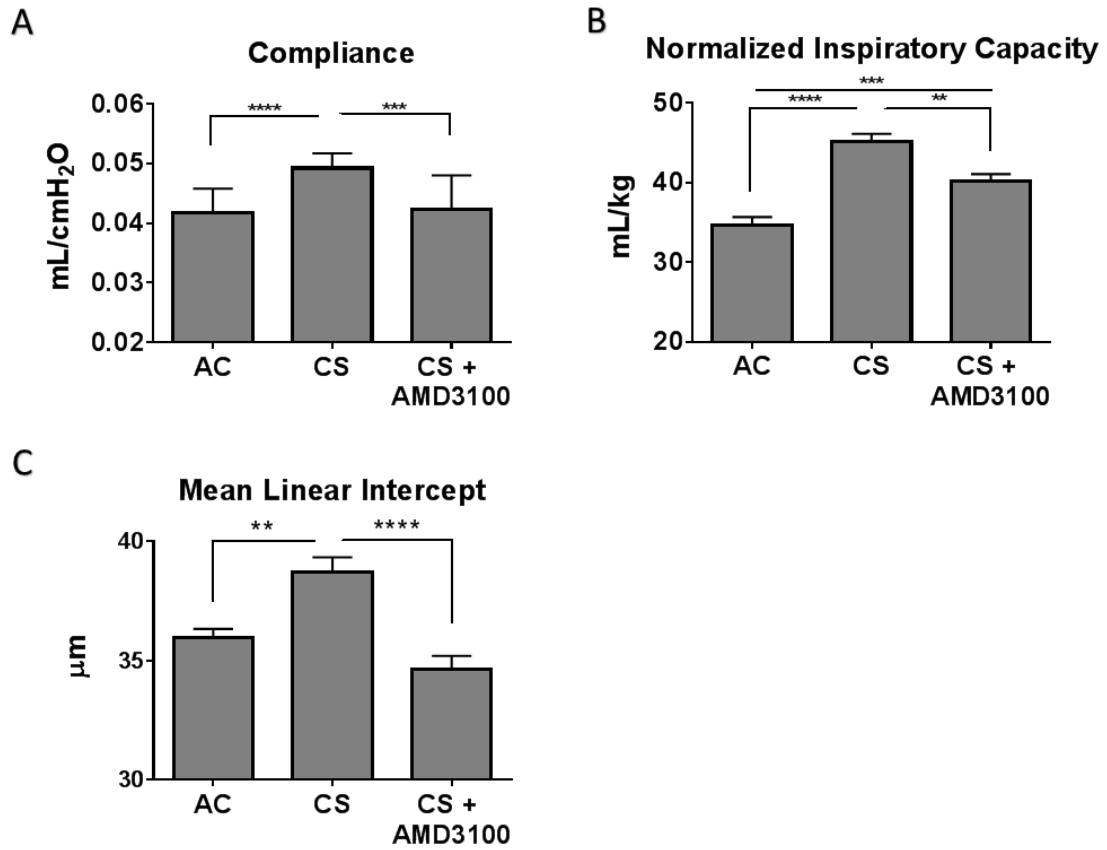 A
Compliance
mL/cmH₂O
0.06
0.05
0.04
0.03
0.02
****
***
AC
CS
CS +
AMD3100
B
Normalized Inspiratory Capacity
mL/kg
50
40
30
20
***
****
**
AC
CS
CS +
AMD3100
C
Mean Linear Intercept
μm
40
35
30
**
****
AC
CS
CS +
AMD3100